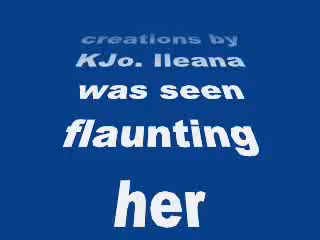 creations by
KJo. Ileana
was seen
flaunting
her